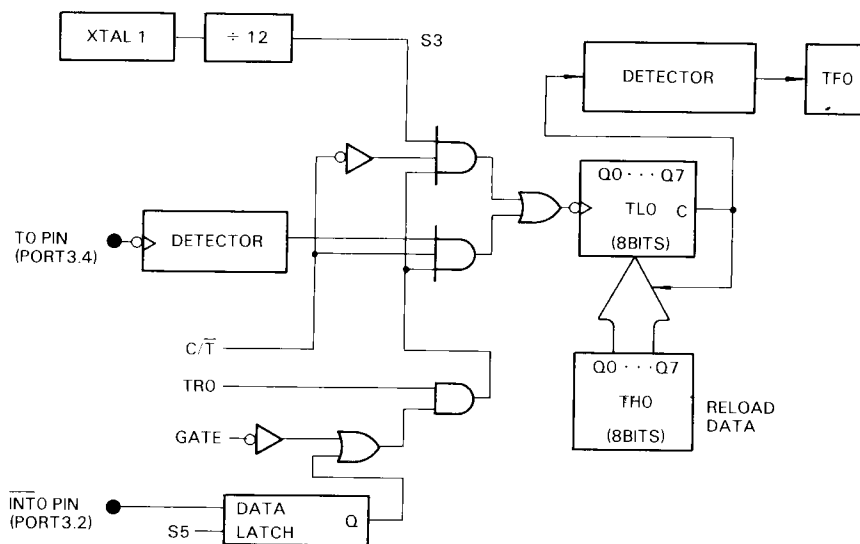 XTAL 1
÷ 12
S3
DETECTOR
TF0
Q0 · · · Q7
TL0 C
(8BITS)
T0 PIN
(PORT3.4)
DETECTOR
C/T̅
TR0
GATE
Q0 · · · Q7
TH0
(8BITS)
RELOAD
DATA
I̅N̅T̅0̅ PIN
(PORT3.2)
DATA
LATCH
Q
S5